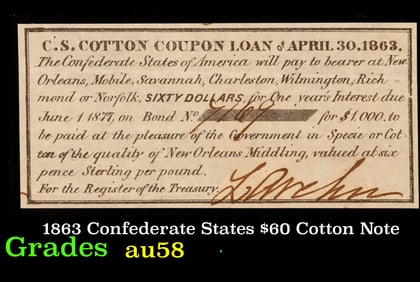 C.S. COTTON COUPON LOAN of APRIL 30.1863.
The Confederate States of America will pay to bearer at New
Orleans, Mobile, Savannah, Charleston, Wilmington, Rich
mond or Norfolk, SIXTY DOLLARS, for One year's Interest due
June 1 1877, on Bond No. for $1,000. to
be paid at the pleasure of the Government in Specie or Cot
ton of the quality of New Orleans Middling, valued at six
pence Sterling per pound.
For the Register of the Treasury.
1863 Confederate States $60 Cotton Note
Grades au58